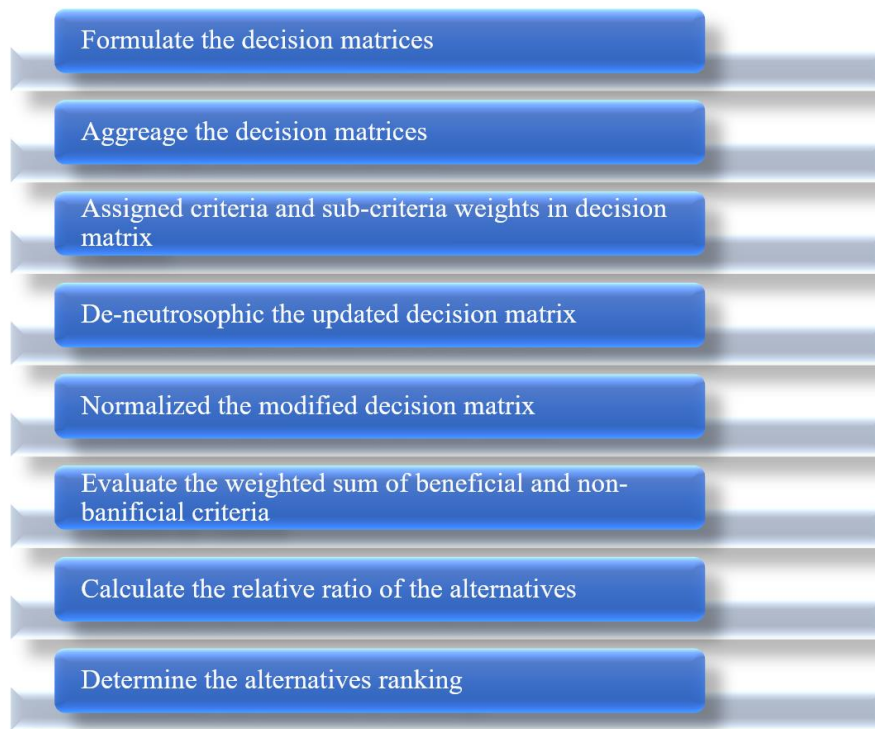 Formulate the decision matrices
Aggreage the decision matrices
Assigned criteria and sub-criteria weights in decision
matrix
De-neutrosophic the updated decision matrix
Normalized the modified decision matrix
Evaluate the weighted sum of beneficial and non-
banificial criteria
Calculate the relative ratio of the alternatives
Determine the alternatives ranking